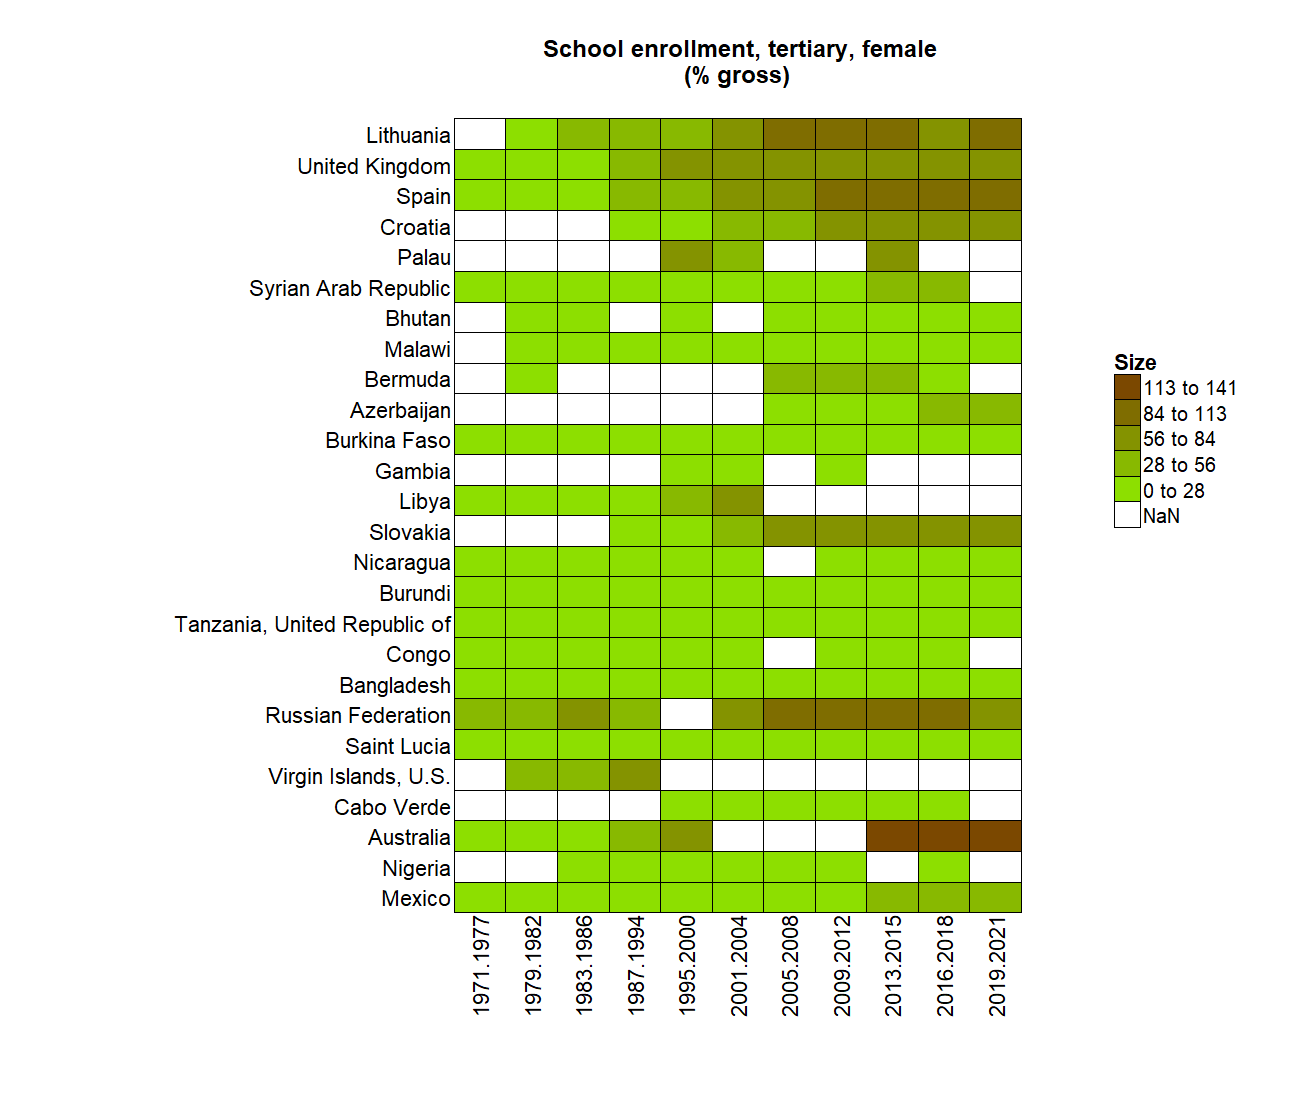 School enrollment, tertiary, female
(% gross)
Lithuania
United Kingdom
Spain
Croatia
Palau
Syrian Arab Republic
Bhutan
Malawi
Bermuda
Azerbaijan
Burkina Faso
Gambia
Libya
Slovakia
Nicaragua
Burundi
Tanzania, United Republic of
Congo
Bangladesh
Russian Federation
Saint Lucia
Virgin Islands, U.S.
Cabo Verde
Australia
Nigeria
Mexico
1971.1977
1979.1982
1983.1986
1987.1994
1995.2000
2001.2004
2005.2008
2009.2012
2013.2015
2016.2018
2019.2021
Size
113 to 141
84 to 113
56 to 84
28 to 56
0 to 28
NaN